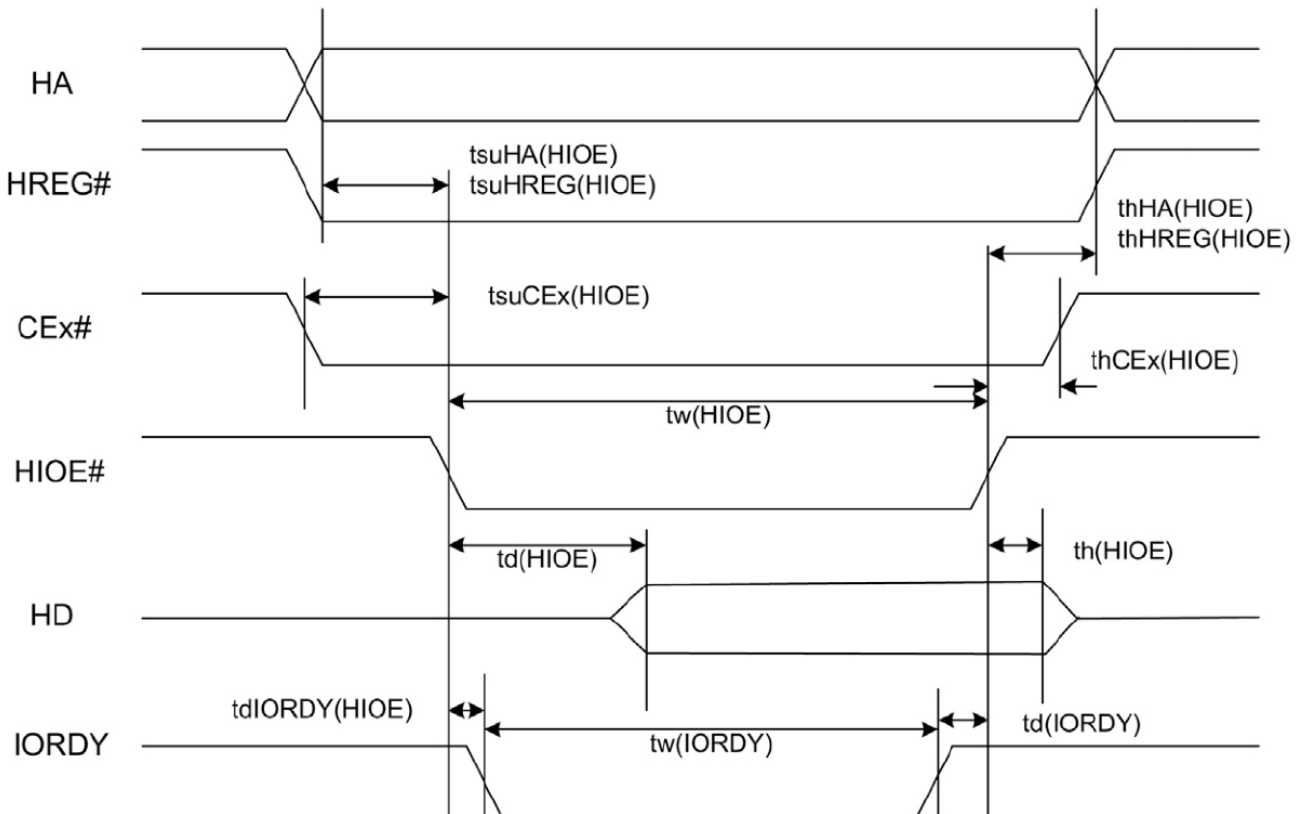 HA
tsuHA(HIOE)
HREG#
tsuHREG(HIOE)
thHA(HIOE)
thHREG(HIOE)
tsuCEx(HIOE)
CEx#
thCEx(HIOE)
tw(HIOE)
HIOE#
td(HIOE)
th(HIOE)
HD
tdIORDY(HIOE)
td(IORDY)
IORDY
tw(IORDY)